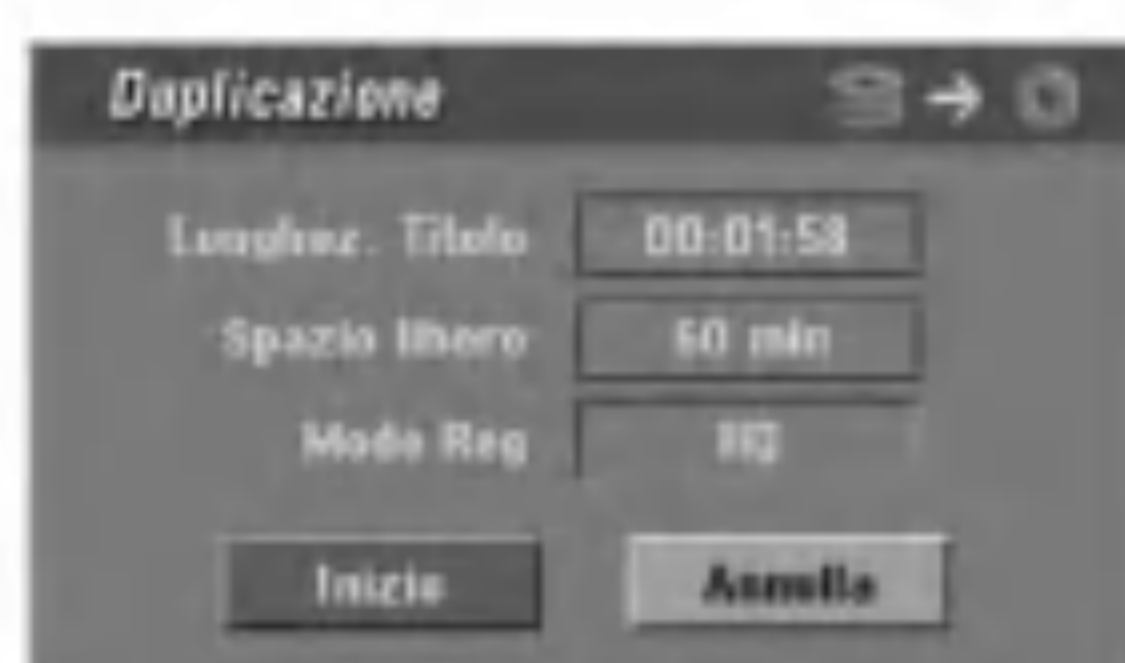 Duplicazione
Lunghez. Titolo 00:01:58
Spazio libero 60 min
Modo Reg HQ
Inizio Annulla